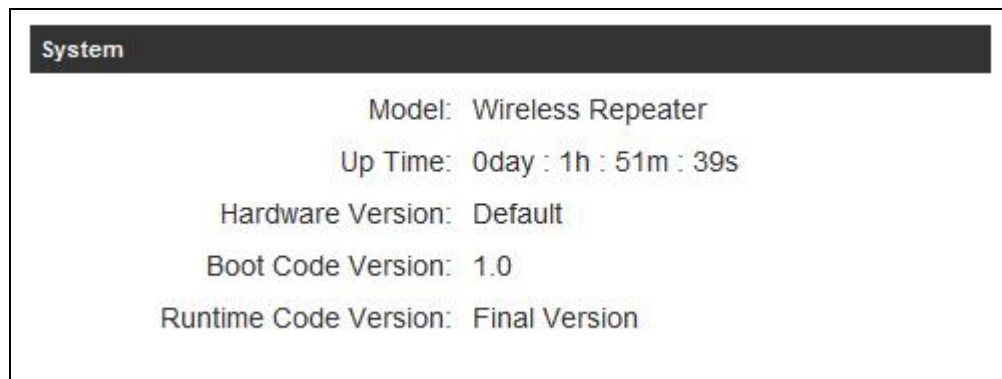 System
Model: Wireless Repeater
Up Time: 0day : 1h : 51m : 39s
Hardware Version: Default
Boot Code Version: 1.0
Runtime Code Version: Final Version